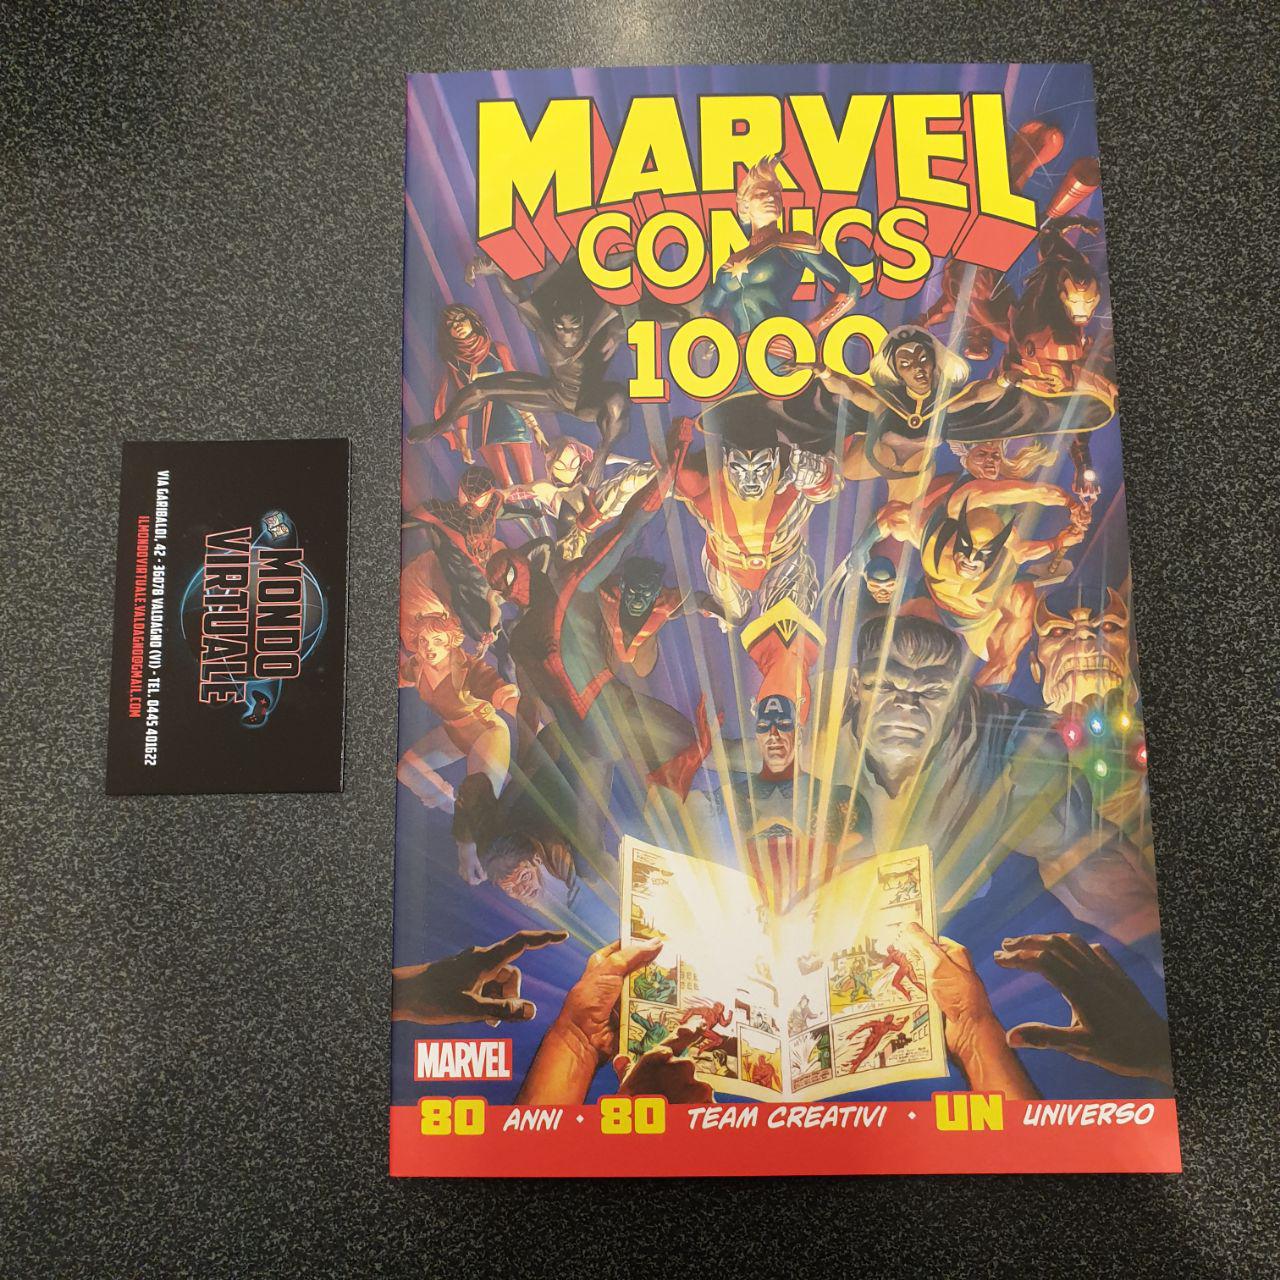 MARVEL
COMICS
1000
MARVEL
80 ANNI • 80 TEAM CREATIVI • UN UNIVERSO
MONDO
VIRTUALE
VIA GARIBALDI, 42 - 36078 VALDAGNO (VI) - TEL. 0445 401622
ILMONDOVIRTUALE.VALDAGNO@GMAIL.COM